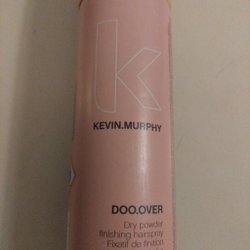 KEVIN.MURPHY
DOO.OVER
Dry powder
finishing hairspray
Fixatif de finition